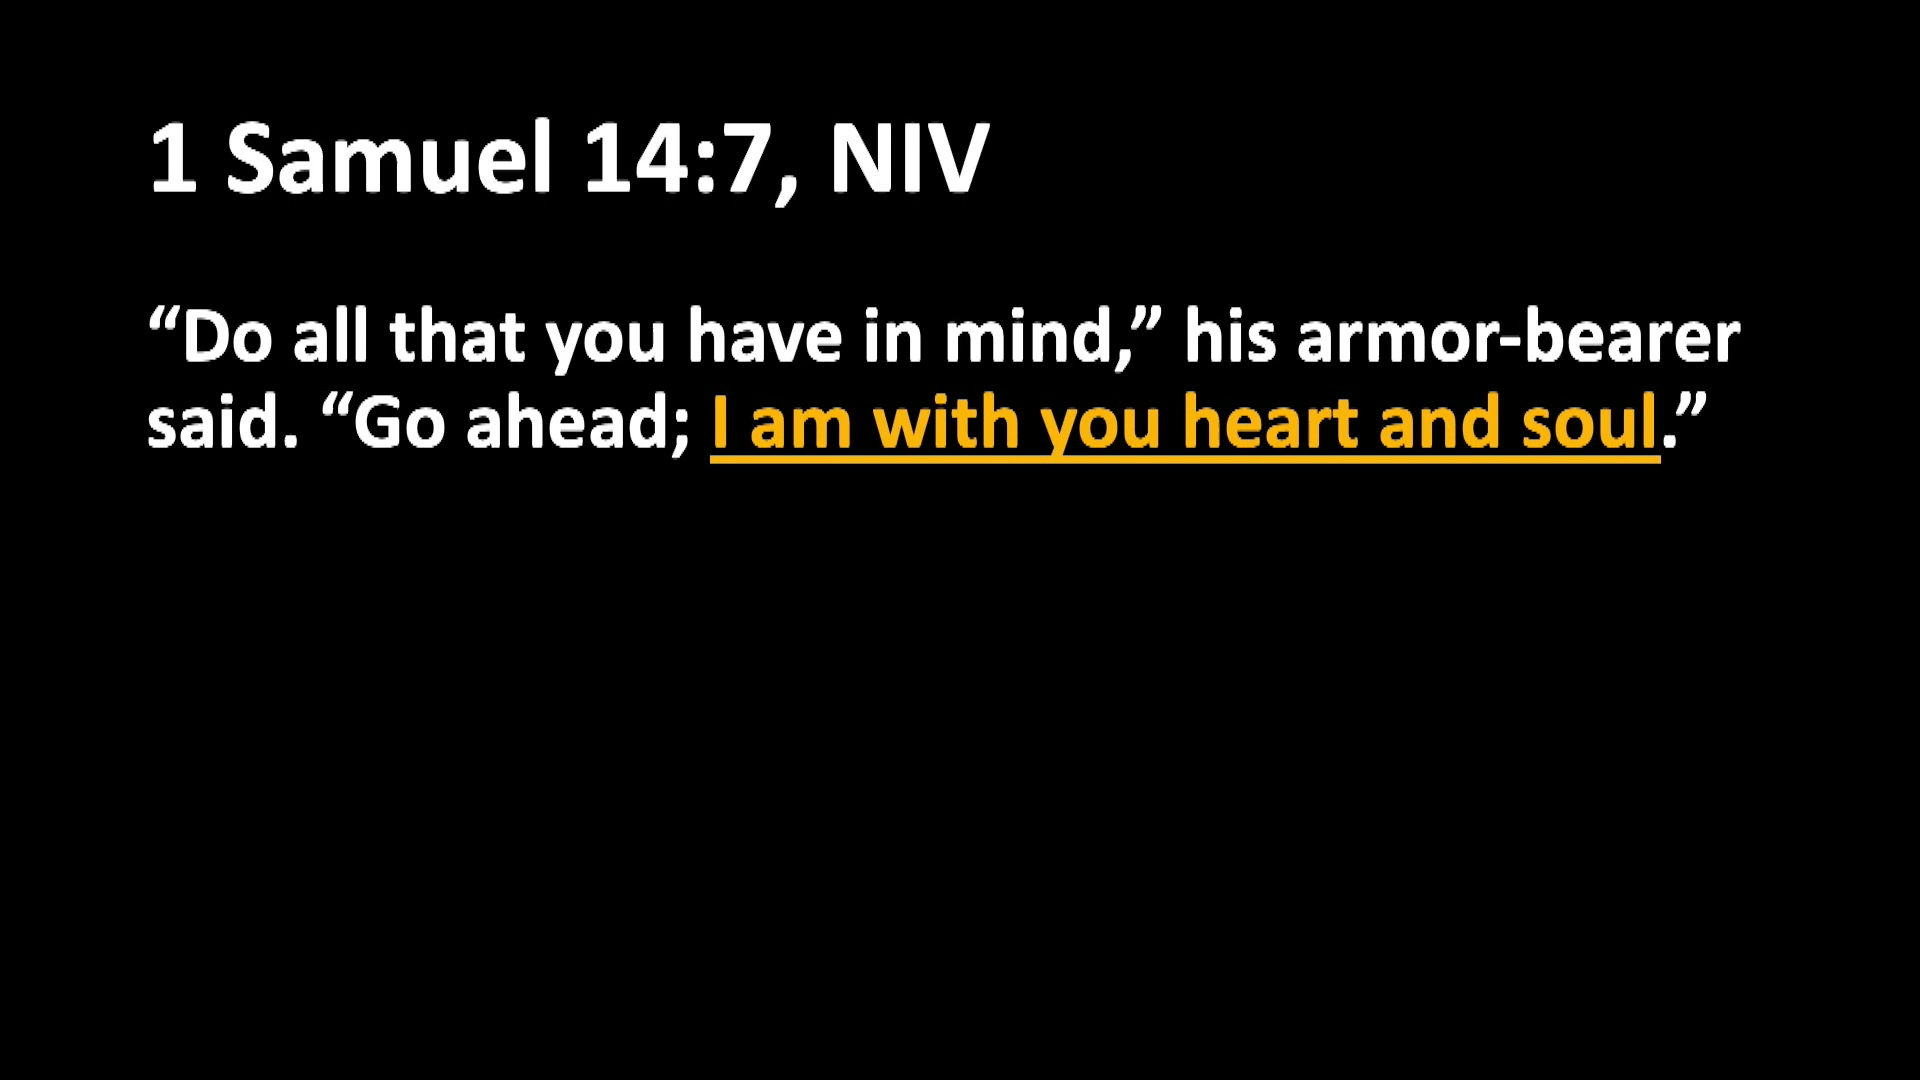 1 Samuel 14:7, NIV
“Do all that you have in mind,” his armor-bearer
said. “Go ahead; I am with you heart and soul.”